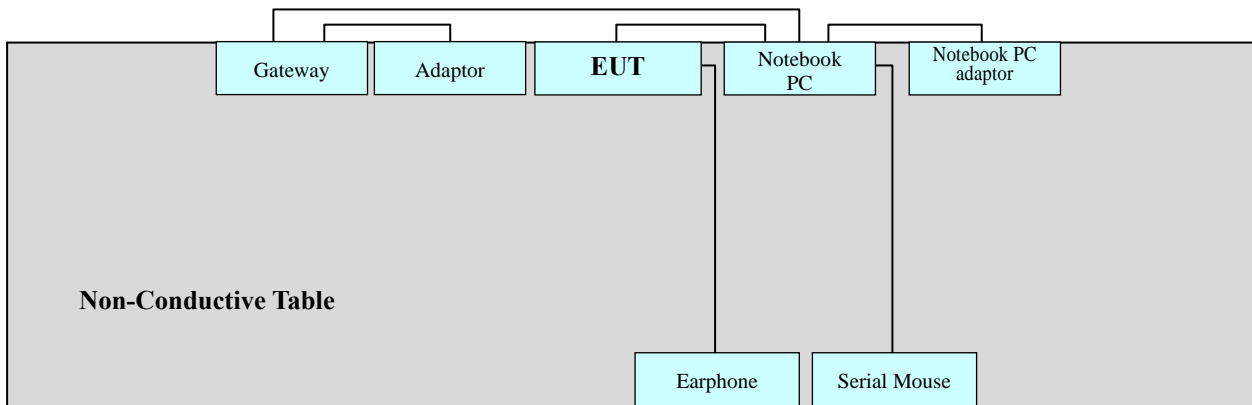 Gateway
Adaptor
EUT
Notebook
PC
Notebook PC
adaptor
Non-Conductive Table
Earphone
Serial Mouse